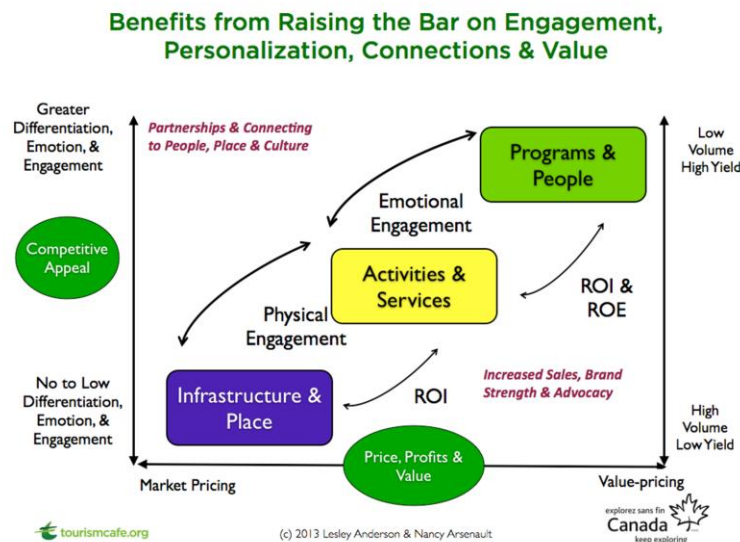 Benefits from Raising the Bar on Engagement,
Personalization, Connections & Value
Greater
Differentiation,
Emotion, &
Engagement
Partnerships & Connecting
to People, Place & Culture
Programs &
People
Low
Volume
High Yield
Emotional
Engagement
Competitive
Appeal
Activities &
Services
ROI &
ROE
Physical
Engagement
No to Low
Differentiation,
Emotion, &
Engagement
Infrastructure &
Place
ROI
Increased Sales, Brand
Strength & Advocacy
High
Volume
Low Yield
Market Pricing
Price, Profits &
Value
Value-pricing
tourismcafe.org
(c) 2013 Lesley Anderson & Nancy Arsenault
explorez sans fin
Canada
keep exploring